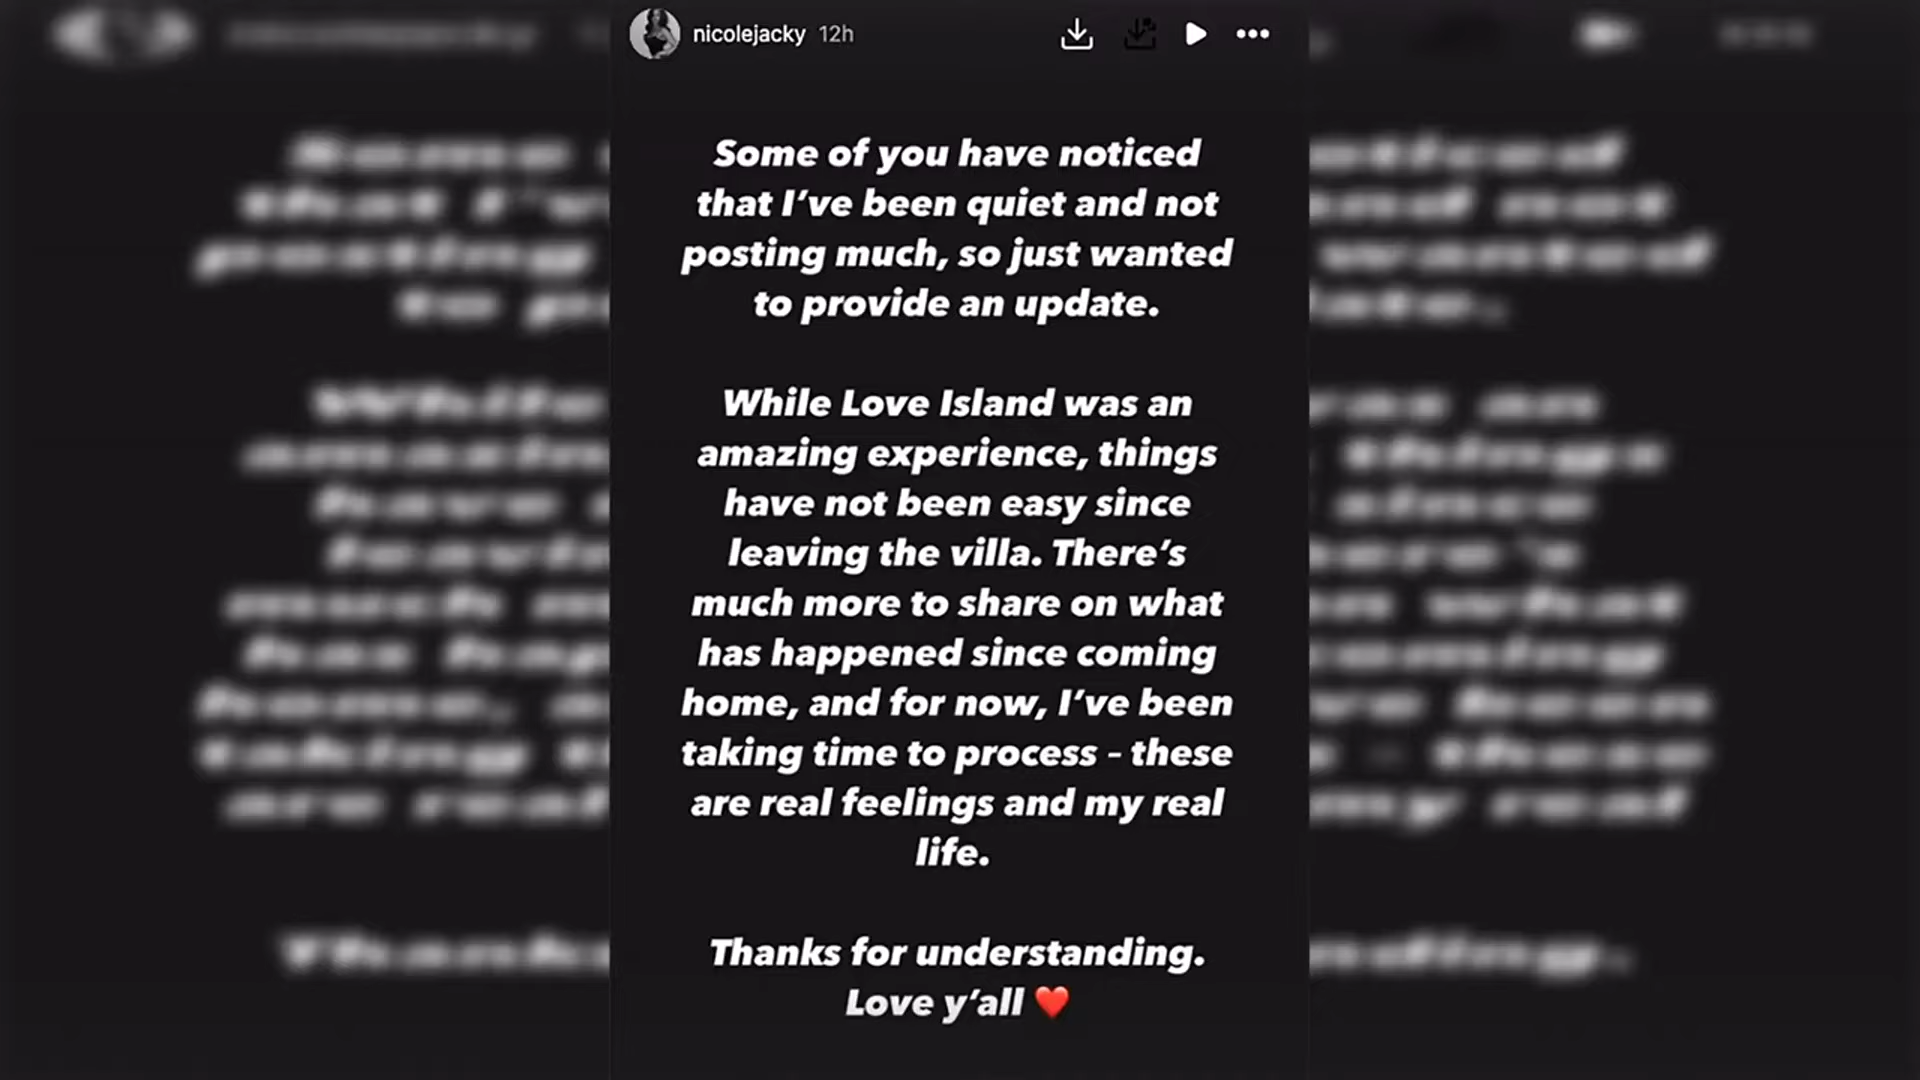 nicolejacky 12h
Some of you have noticed
that I’ve been quiet and not
posting much, so just wanted
to provide an update.
While Love Island was an
amazing experience, things
have not been easy since
leaving the villa. There’s
much more to share on what
has happened since coming
home, and for now, I’ve been
taking time to process – these
are real feelings and my real
life.
Thanks for understanding.
Love y’all ❤️